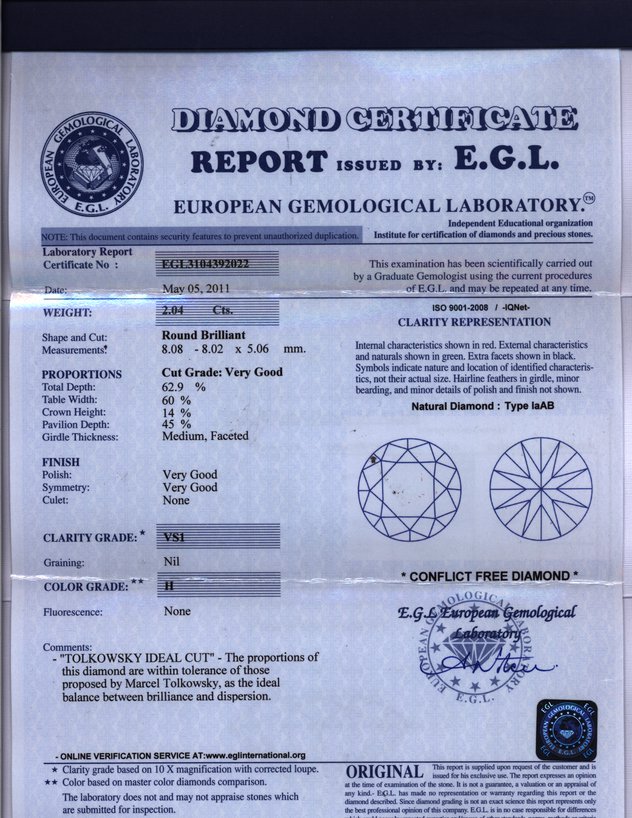 DIAMOND CERTIFICATE
REPORT ISSUED BY: E.G.L.
EUROPEAN GEMOLOGICAL LABORATORY.™
EUROPEAN GEMOLOGICAL LABORATORY
E.G.L.
Independent Educational organization
Institute for certification of diamonds and precious stones.
NOTE: This document contains security features to prevent unauthorized duplication.
Laboratory Report
Certificate No : EGL3104392022
Date: May 05, 2011
WEIGHT: 2.04 Cts.
Shape and Cut: Round Brilliant
Measurements: 8.08 - 8.02 x 5.06 mm.
PROPORTIONS Cut Grade: Very Good
Total Depth: 62.9 %
Table Width: 60 %
Crown Height: 14 %
Pavilion Depth: 45 %
Girdle Thickness: Medium, Faceted
FINISH
Polish: Very Good
Symmetry: Very Good
Culet: None
CLARITY GRADE: * VS1
Graining: Nil
COLOR GRADE: ** H
Fluorescence: None
Comments:
- "TOLKOWSKY IDEAL CUT" - The proportions of
this diamond are within tolerance of those
proposed by Marcel Tolkowsky, as the ideal
balance between brilliance and dispersion.
- ONLINE VERIFICATION SERVICE AT:www.eglinternational.org
★ Clarity grade based on 10 X magnification with corrected loupe.
★★ Color based on master color diamonds comparison.
The laboratory does not and may not appraise stones which
are submitted for inspection.
This examination has been scientifically carried out
by a Graduate Gemologist using the current procedures
of E.G.L. and may be repeated at any time.
ISO 9001-2008 / -IQNet-
CLARITY REPRESENTATION
Internal characteristics shown in red. External characteristics
and naturals shown in green. Extra facets shown in black.
Symbols indicate nature and location of identified characteris-
tics, not their actual size. Hairline feathers in girdle, minor
bearding, and minor details of polish and finish not shown.
Natural Diamond : Type IaAB
* CONFLICT FREE DIAMOND *
E.G.L European Gemological
Laboratory
EUROPEAN GEMOLOGICAL LABORATORY
E.G.L.
EGL EGL
EGL EGL
ORIGINAL
This report is supplied upon request of the customer and is
issued for his exclusive use. The report expresses an opinion
at the time of examination of the stone. It is not a guarantee, a valuation or an appraisal of
any kind.- E.G.L. has made no representation or warranty regarding this report or the
diamond described. Since diamond grading is not an exact science this report represents only
the best professional opinion of this company. E.G.L. is in no case responsible for differences